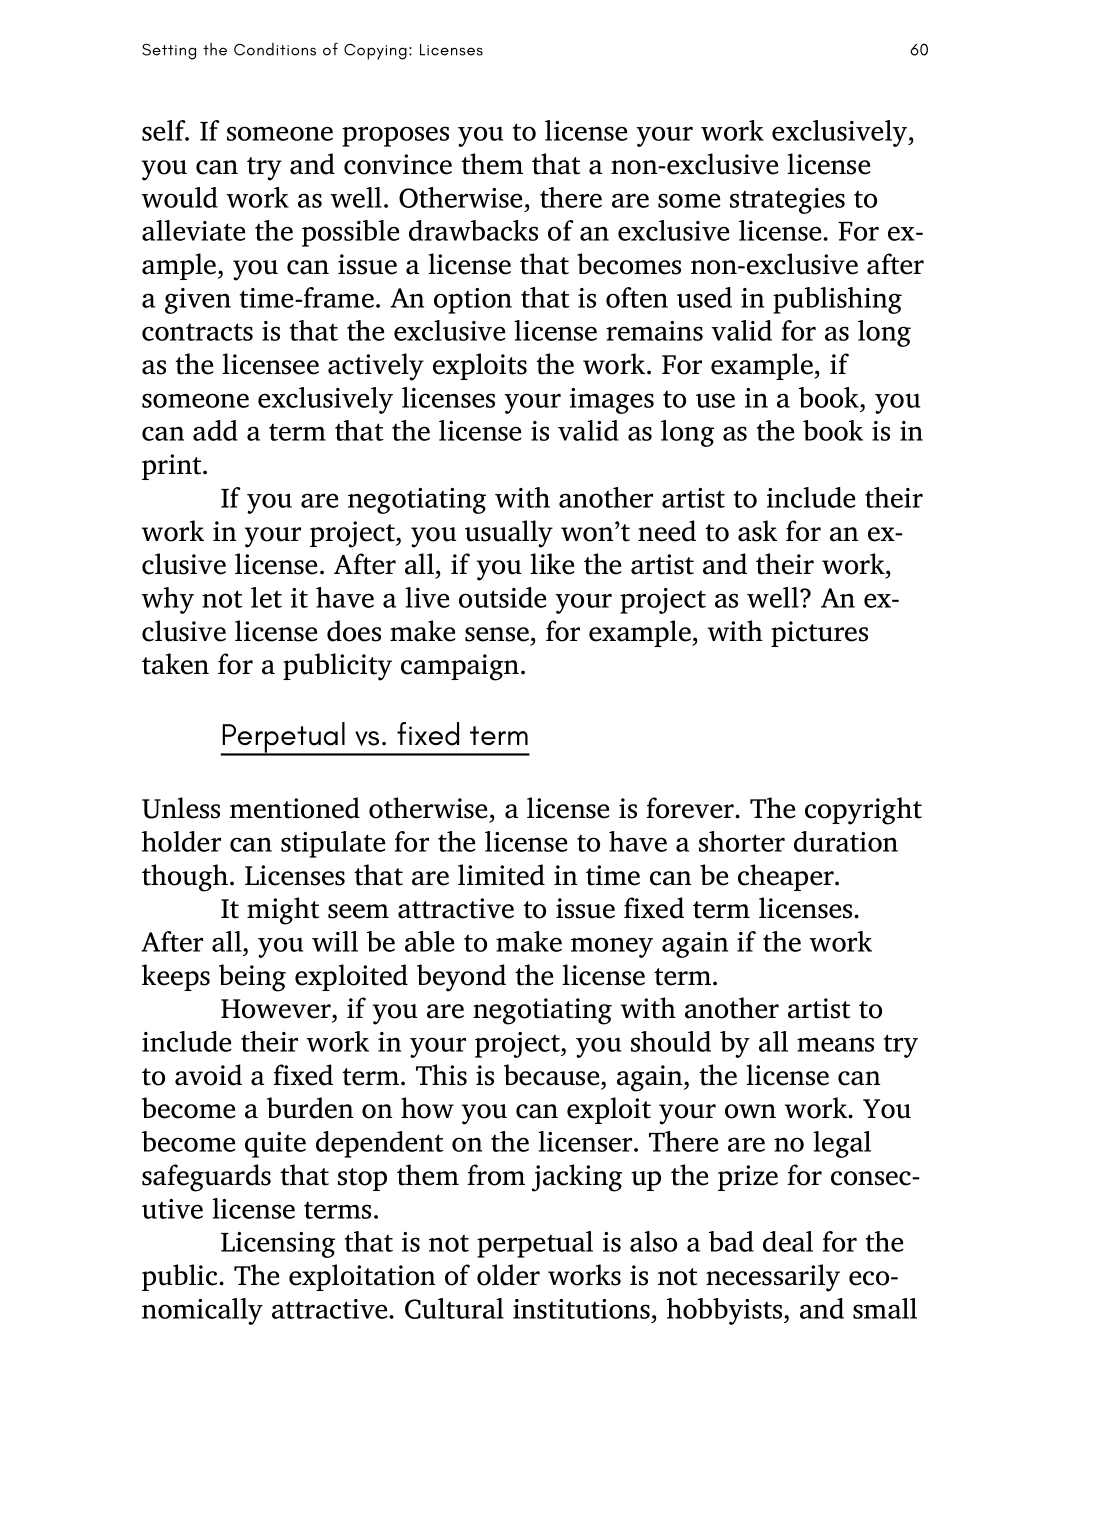 Setting the Conditions of Copying: Licenses 60
self. If someone proposes you to license your work exclusively,
you can try and convince them that a non-exclusive license
would work as well. Otherwise, there are some strategies to
alleviate the possible drawbacks of an exclusive license. For ex-
ample, you can issue a license that becomes non-exclusive after
a given time-frame. An option that is often used in publishing
contracts is that the exclusive license remains valid for as long
as the licensee actively exploits the work. For example, if
someone exclusively licenses your images to use in a book, you
can add a term that the license is valid as long as the book is in
print.
If you are negotiating with another artist to include their
work in your project, you usually won’t need to ask for an ex-
clusive license. After all, if you like the artist and their work,
why not let it have a live outside your project as well? An ex-
clusive license does make sense, for example, with pictures
taken for a publicity campaign.
Perpetual vs. fixed term
Unless mentioned otherwise, a license is forever. The copyright
holder can stipulate for the license to have a shorter duration
though. Licenses that are limited in time can be cheaper.
It might seem attractive to issue fixed term licenses.
After all, you will be able to make money again if the work
keeps being exploited beyond the license term.
However, if you are negotiating with another artist to
include their work in your project, you should by all means try
to avoid a fixed term. This is because, again, the license can
become a burden on how you can exploit your own work. You
become quite dependent on the licenser. There are no legal
safeguards that stop them from jacking up the prize for consec-
utive license terms.
Licensing that is not perpetual is also a bad deal for the
public. The exploitation of older works is not necessarily eco-
nomically attractive. Cultural institutions, hobbyists, and small